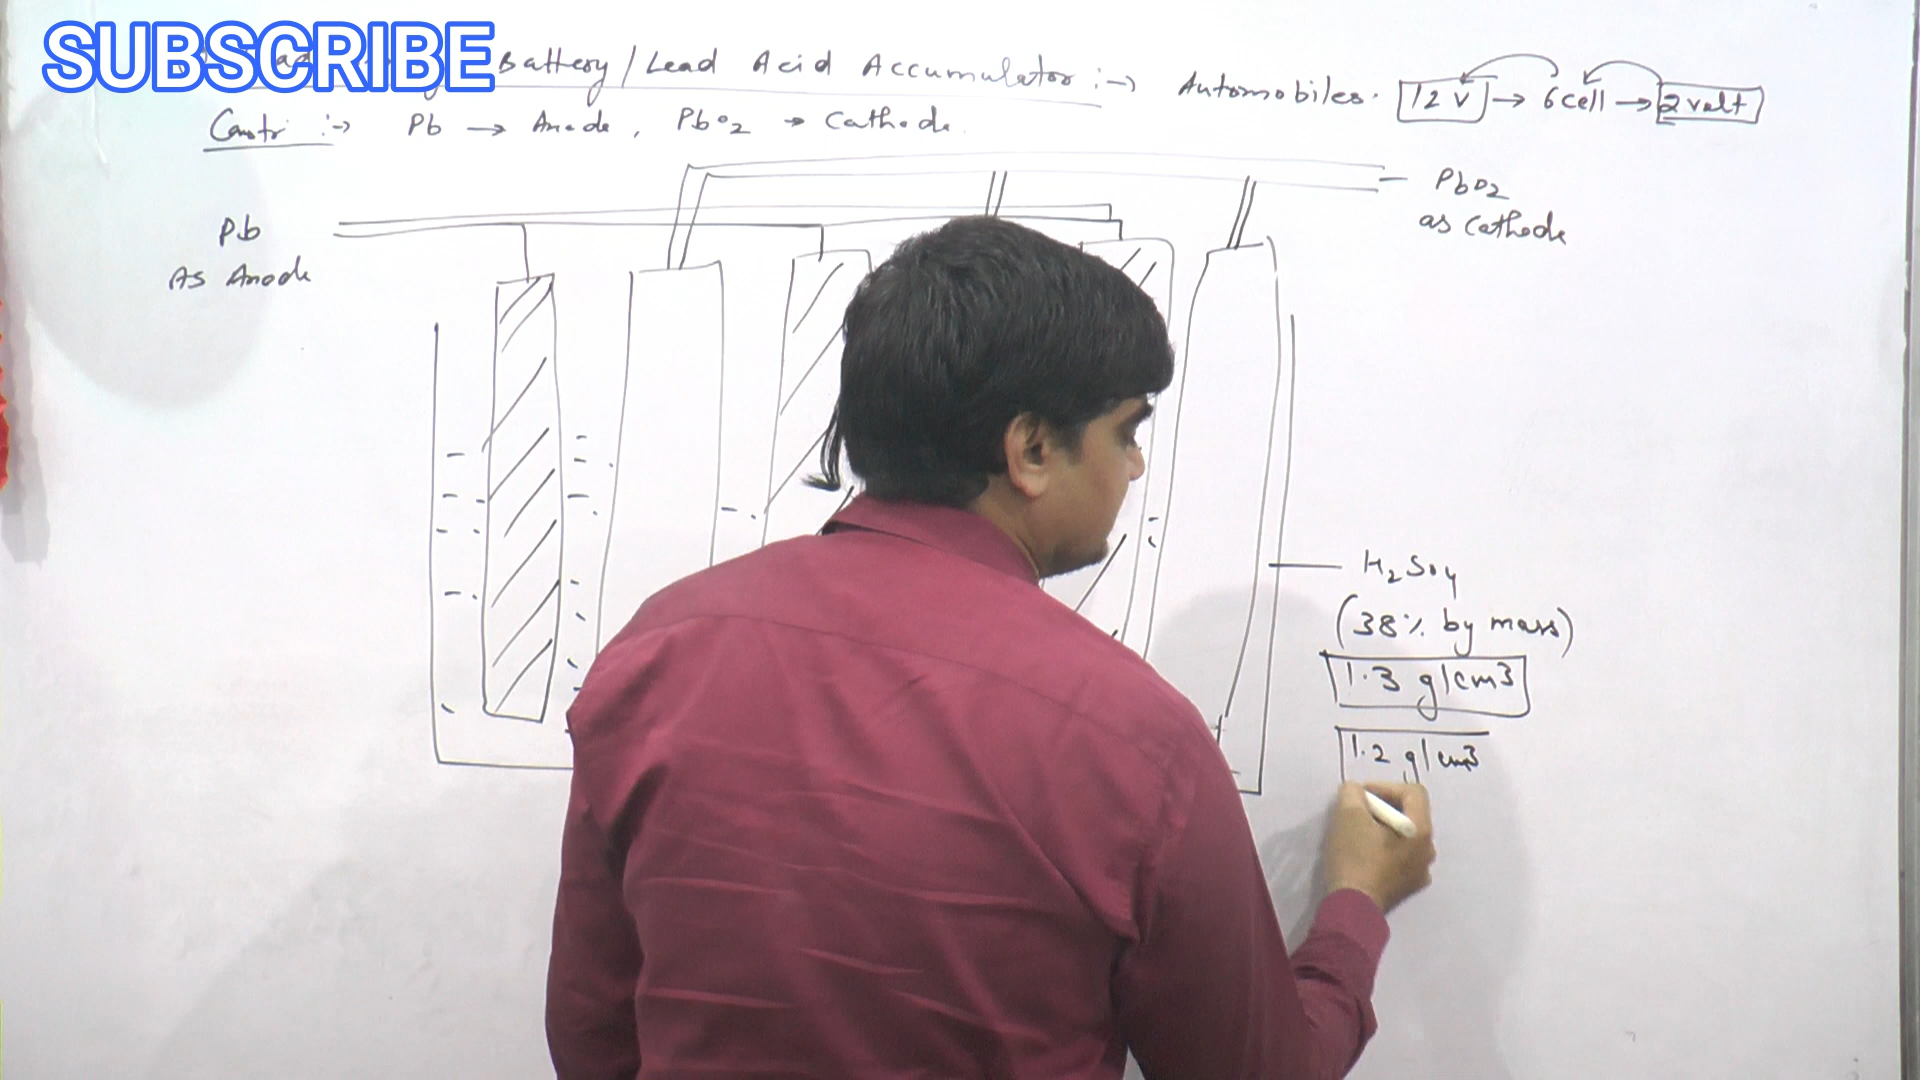 SUBSCRIBE Battery / Lead Acid Accumulator :→ Automobiles. 12 V → 6 cell → 2 volt
Constr :→ Pb → Anode, PbO2 → Cathode.
PbO2
as Cathode
Pb
As Anode
H2SO4
(38% by mass)
1.3 g/cm3
1.2 g/cm3